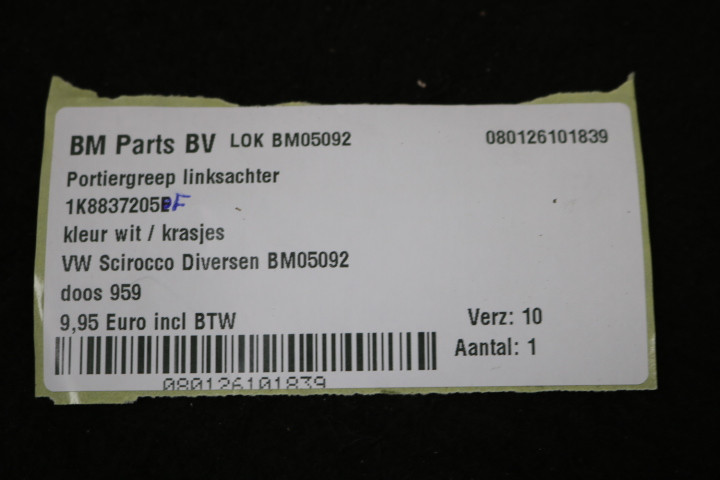 BM Parts BV LOK BM05092 080126101839
Portiergreep linksachter
1K8837205F
kleur wit / krasjes
VW Scirocco Diversen BM05092
doos 959
9,95 Euro incl BTW
Verz: 10
Aantal: 1
080126101839